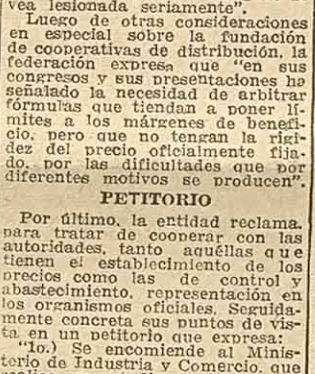 vea lesionada seriamente".
Luego de otras consideraciones
en especial sobre la fundación
de cooperativas de distribución, la
federación expresa que "en sus
congresos y sus presentaciones ha
señalado la necesidad de arbitrar
fórmulas que tiendan a poner lí-
mites a los márgenes de benefi-
cio, pero que no tengan la rigi-
dez del precio oficialmente fija-
do, por las dificultades que por
diferentes motivos se producen".
PETITORIO
Por último, la entidad reclama,
para tratar de cooperar con las
autoridades, tanto aquéllas que
tienen el establecimiento de los
precios como las de control y
abastecimiento, representación en
los organismos oficiales. Seguida-
mente concreta sus puntos de vis-
ta en un petitorio que expresa:
"1o.) Se encomiende al Minis-
terio de Industria y Comercio, que